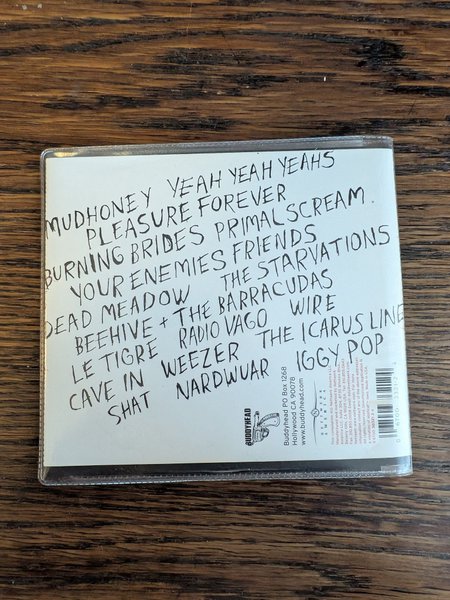 MUDHONEY YEAH YEAH YEAHS
PLEASURE FOREVER
BURNING BRIDES PRIMAL SCREAM.
YOUR ENEMIES FRIENDS
DEAD MEADOW THE STARVATIONS
BEEHIVE + THE BARRACUDAS
LE TIGRE RADIO VAGO WIRE
CAVE IN WEEZER THE ICARUS LINE
SHAT NARDWUAR IGGY POP
BUDDYHEAD
Buddyhead PO Box 1268
Hollywood CA 90078
www.buddyhead.com